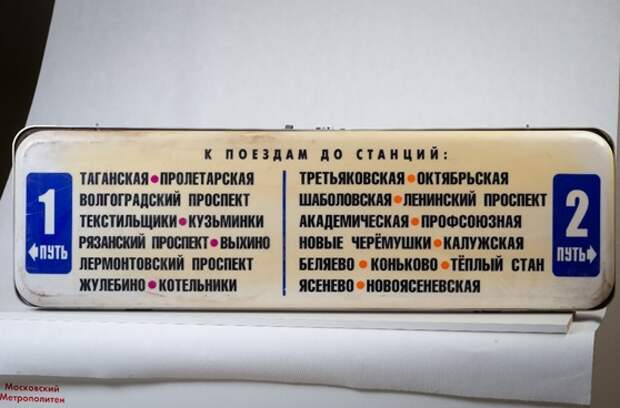 К ПОЕЗДАМ ДО СТАНЦИЙ:
1
←ПУТЬ
ТАГАНСКАЯ•ПРОЛЕТАРСКАЯ
ВОЛГОГРАДСКИЙ ПРОСПЕКТ
ТЕКСТИЛЬЩИКИ•КУЗЬМИНКИ
РЯЗАНСКИЙ ПРОСПЕКТ•ВЫХИНО
ЛЕРМОНТОВСКИЙ ПРОСПЕКТ
ЖУЛЕБИНО•КОТЕЛЬНИКИ
ТРЕТЬЯКОВСКАЯ•ОКТЯБРЬСКАЯ
ШАБОЛОВСКАЯ•ЛЕНИНСКИЙ ПРОСПЕКТ
АКАДЕМИЧЕСКАЯ•ПРОФСОЮЗНАЯ
НОВЫЕ ЧЕРЁМУШКИ•КАЛУЖСКАЯ
БЕЛЯЕВО•КОНЬКОВО•ТЁПЛЫЙ СТАН
ЯСЕНЕВО•НОВОЯСЕНЕВСКАЯ
2
ПУТЬ→
Московский
Метрополитен